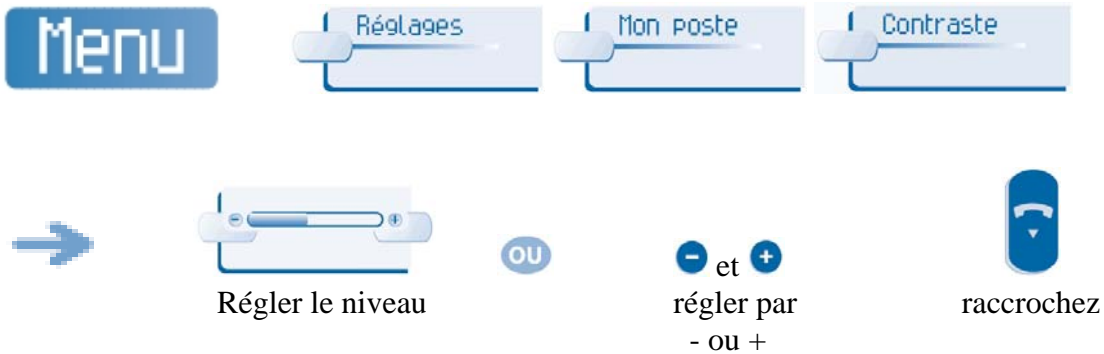 Menu
Réglages
Mon poste
Contraste
- +
OU
- et +
Régler le niveau
régler par
- ou +
raccrochez